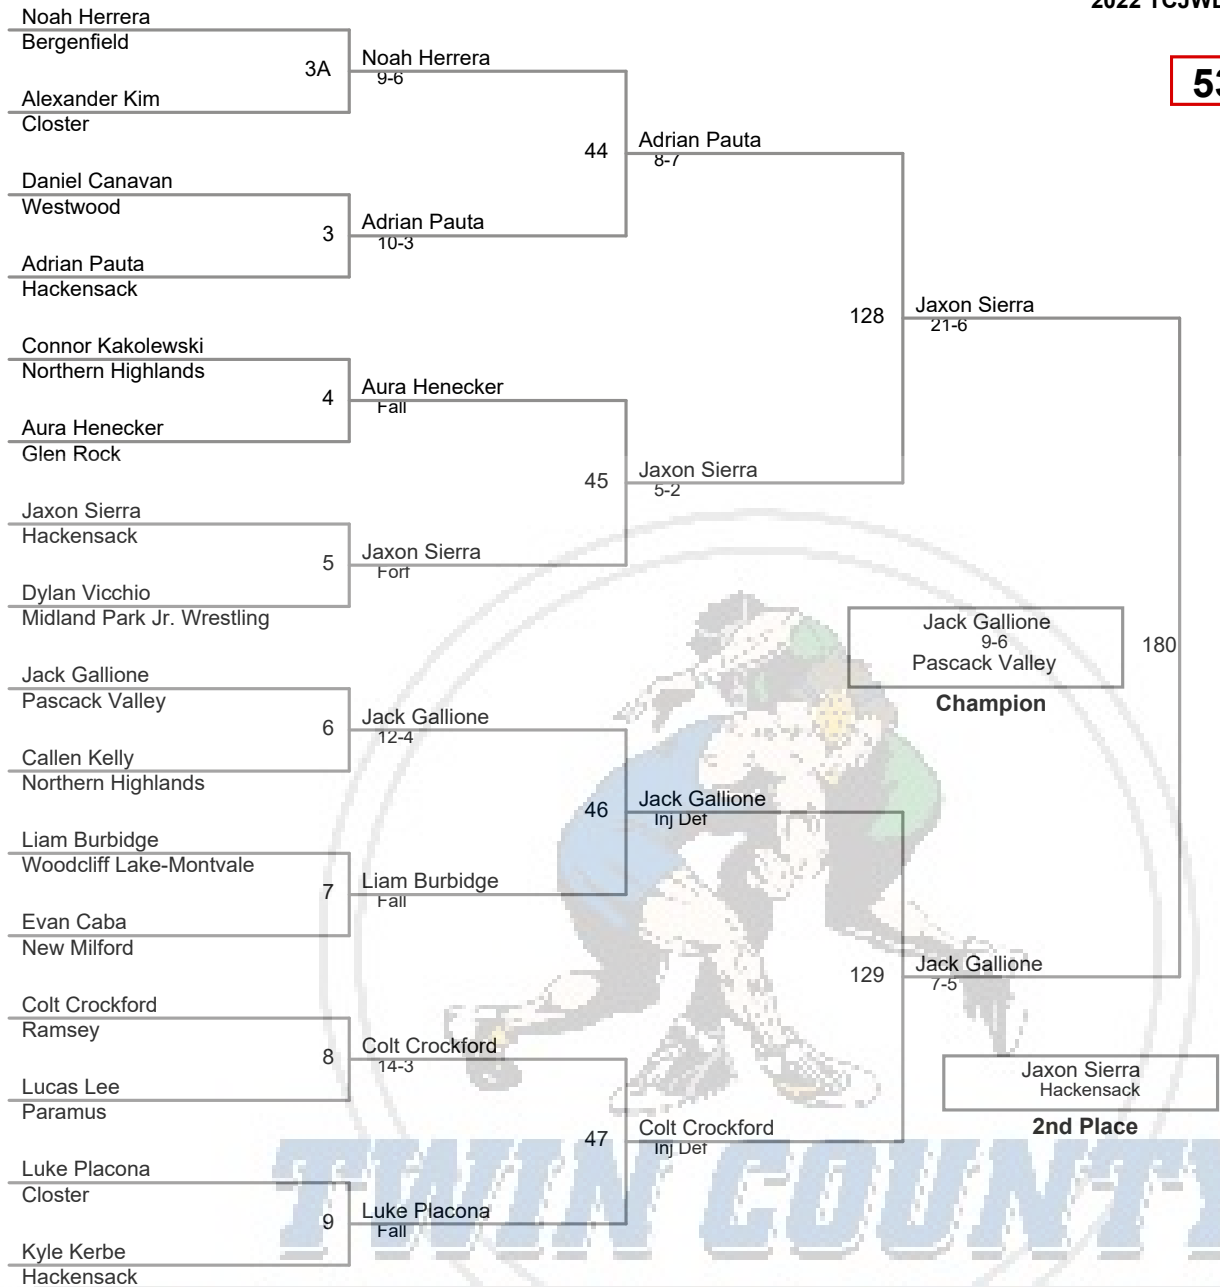 2022 TCJWL
53
Noah Herrera
Bergenfield
3A
Noah Herrera
9-6
Alexander Kim
Closter
44
Adrian Pauta
8-7
Daniel Canavan
Westwood
3
Adrian Pauta
10-3
Adrian Pauta
Hackensack
128
Jaxon Sierra
21-6
Connor Kakolewski
Northern Highlands
4
Aura Henecker
Fall
Aura Henecker
Glen Rock
45
Jaxon Sierra
5-2
Jaxon Sierra
Hackensack
5
Jaxon Sierra
Forf
Dylan Vicchio
Midland Park Jr. Wrestling
Jack Gallione
9-6
Pascack Valley
180
Champion
Jack Gallione
Pascack Valley
6
Jack Gallione
12-4
Callen Kelly
Northern Highlands
46
Jack Gallione
Inj Def
Liam Burbidge
Woodcliff Lake-Montvale
7
Liam Burbidge
Fall
Evan Caba
New Milford
129
Jack Gallione
7-5
Colt Crockford
Ramsey
8
Colt Crockford
14-3
Lucas Lee
Paramus
Jaxon Sierra
Hackensack
2nd Place
47
Colt Crockford
Inj Def
Luke Placona
Closter
9
Luke Placona
Fall
Kyle Kerbe
Hackensack
TWIN COUNTY